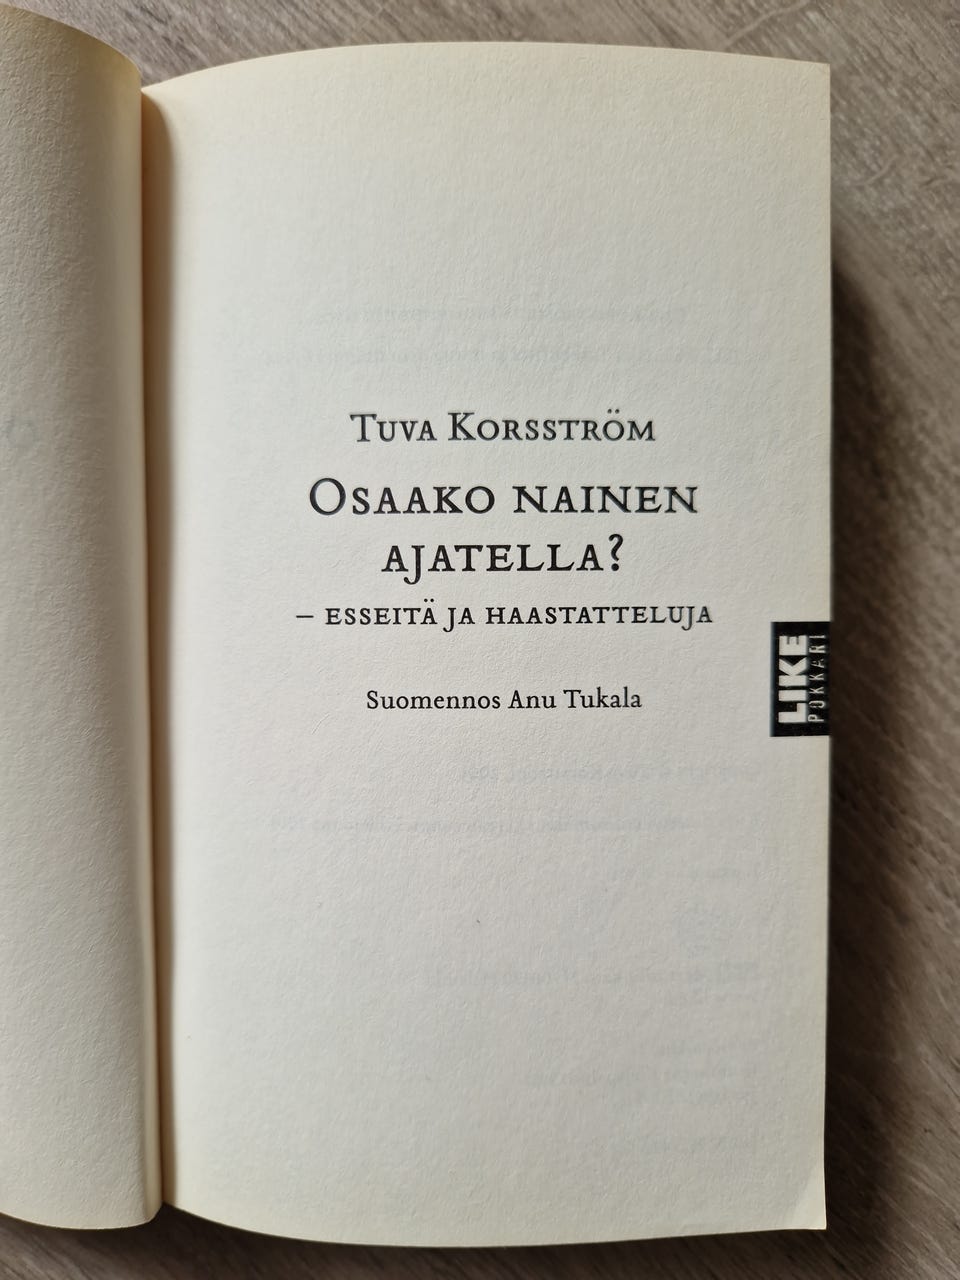 Tuva Korsström
Osaako nainen
ajatella?
– esseitä ja haastatteluja
Suomennos Anu Tukala
LIKE
POKKARI